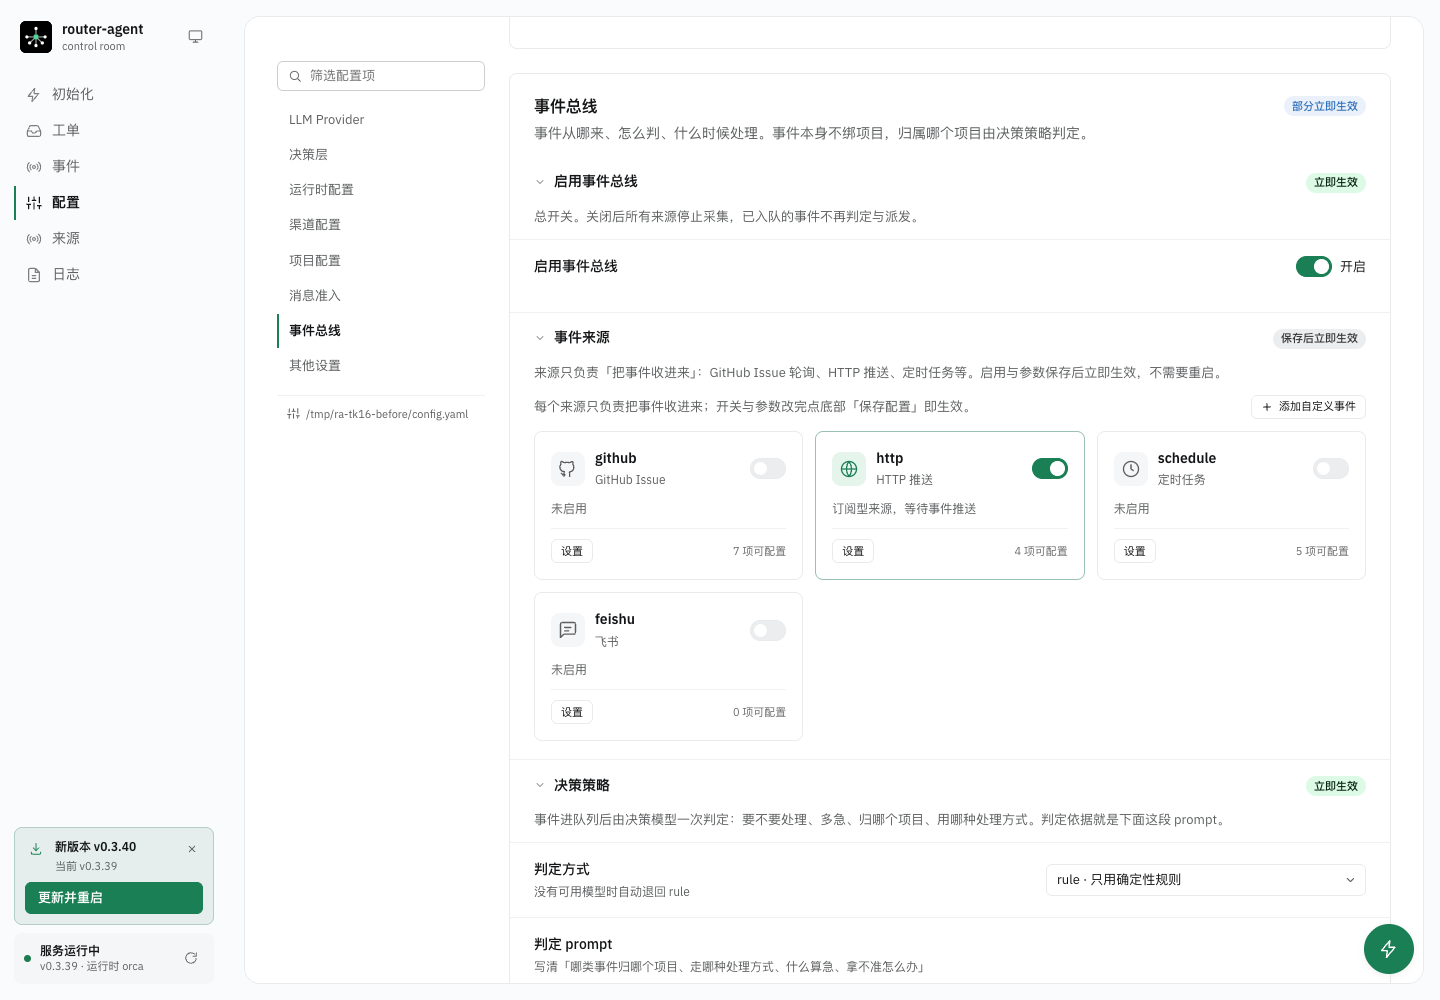 router-agent
control room
初始化
工单
事件
配置
来源
日志
新版本 v0.3.40
当前 v0.3.39
更新并重启
服务运行中
v0.3.39 · 运行时 orca
筛选配置项
LLM Provider
决策层
运行时配置
渠道配置
项目配置
消息准入
事件总线
其他设置
/tmp/ra-tk16-before/config.yaml
事件总线
部分立即生效
事件从哪来、怎么判、什么时候处理。事件本身不绑项目，归属哪个项目由决策策略判定。
启用事件总线
立即生效
总开关。关闭后所有来源停止采集，已入队的事件不再判定与派发。
启用事件总线
开启
事件来源
保存后立即生效
来源只负责「把事件收进来」：GitHub Issue 轮询、HTTP 推送、定时任务等。启用与参数保存后立即生效，不需要重启。
每个来源只负责把事件收进来；开关与参数改完点底部「保存配置」即生效。
添加自定义事件
github
GitHub Issue
未启用
设置
7 项可配置
http
HTTP 推送
订阅型来源，等待事件推送
设置
4 项可配置
schedule
定时任务
未启用
设置
5 项可配置
feishu
飞书
未启用
设置
0 项可配置
决策策略
立即生效
事件进队列后由决策模型一次判定：要不要处理、多急、归哪个项目、用哪种处理方式。判定依据就是下面这段 prompt。
判定方式
没有可用模型时自动退回 rule
rule · 只用确定性规则
判定 prompt
写清「哪类事件归哪个项目、走哪种处理方式、什么算急、拿不准怎么办」